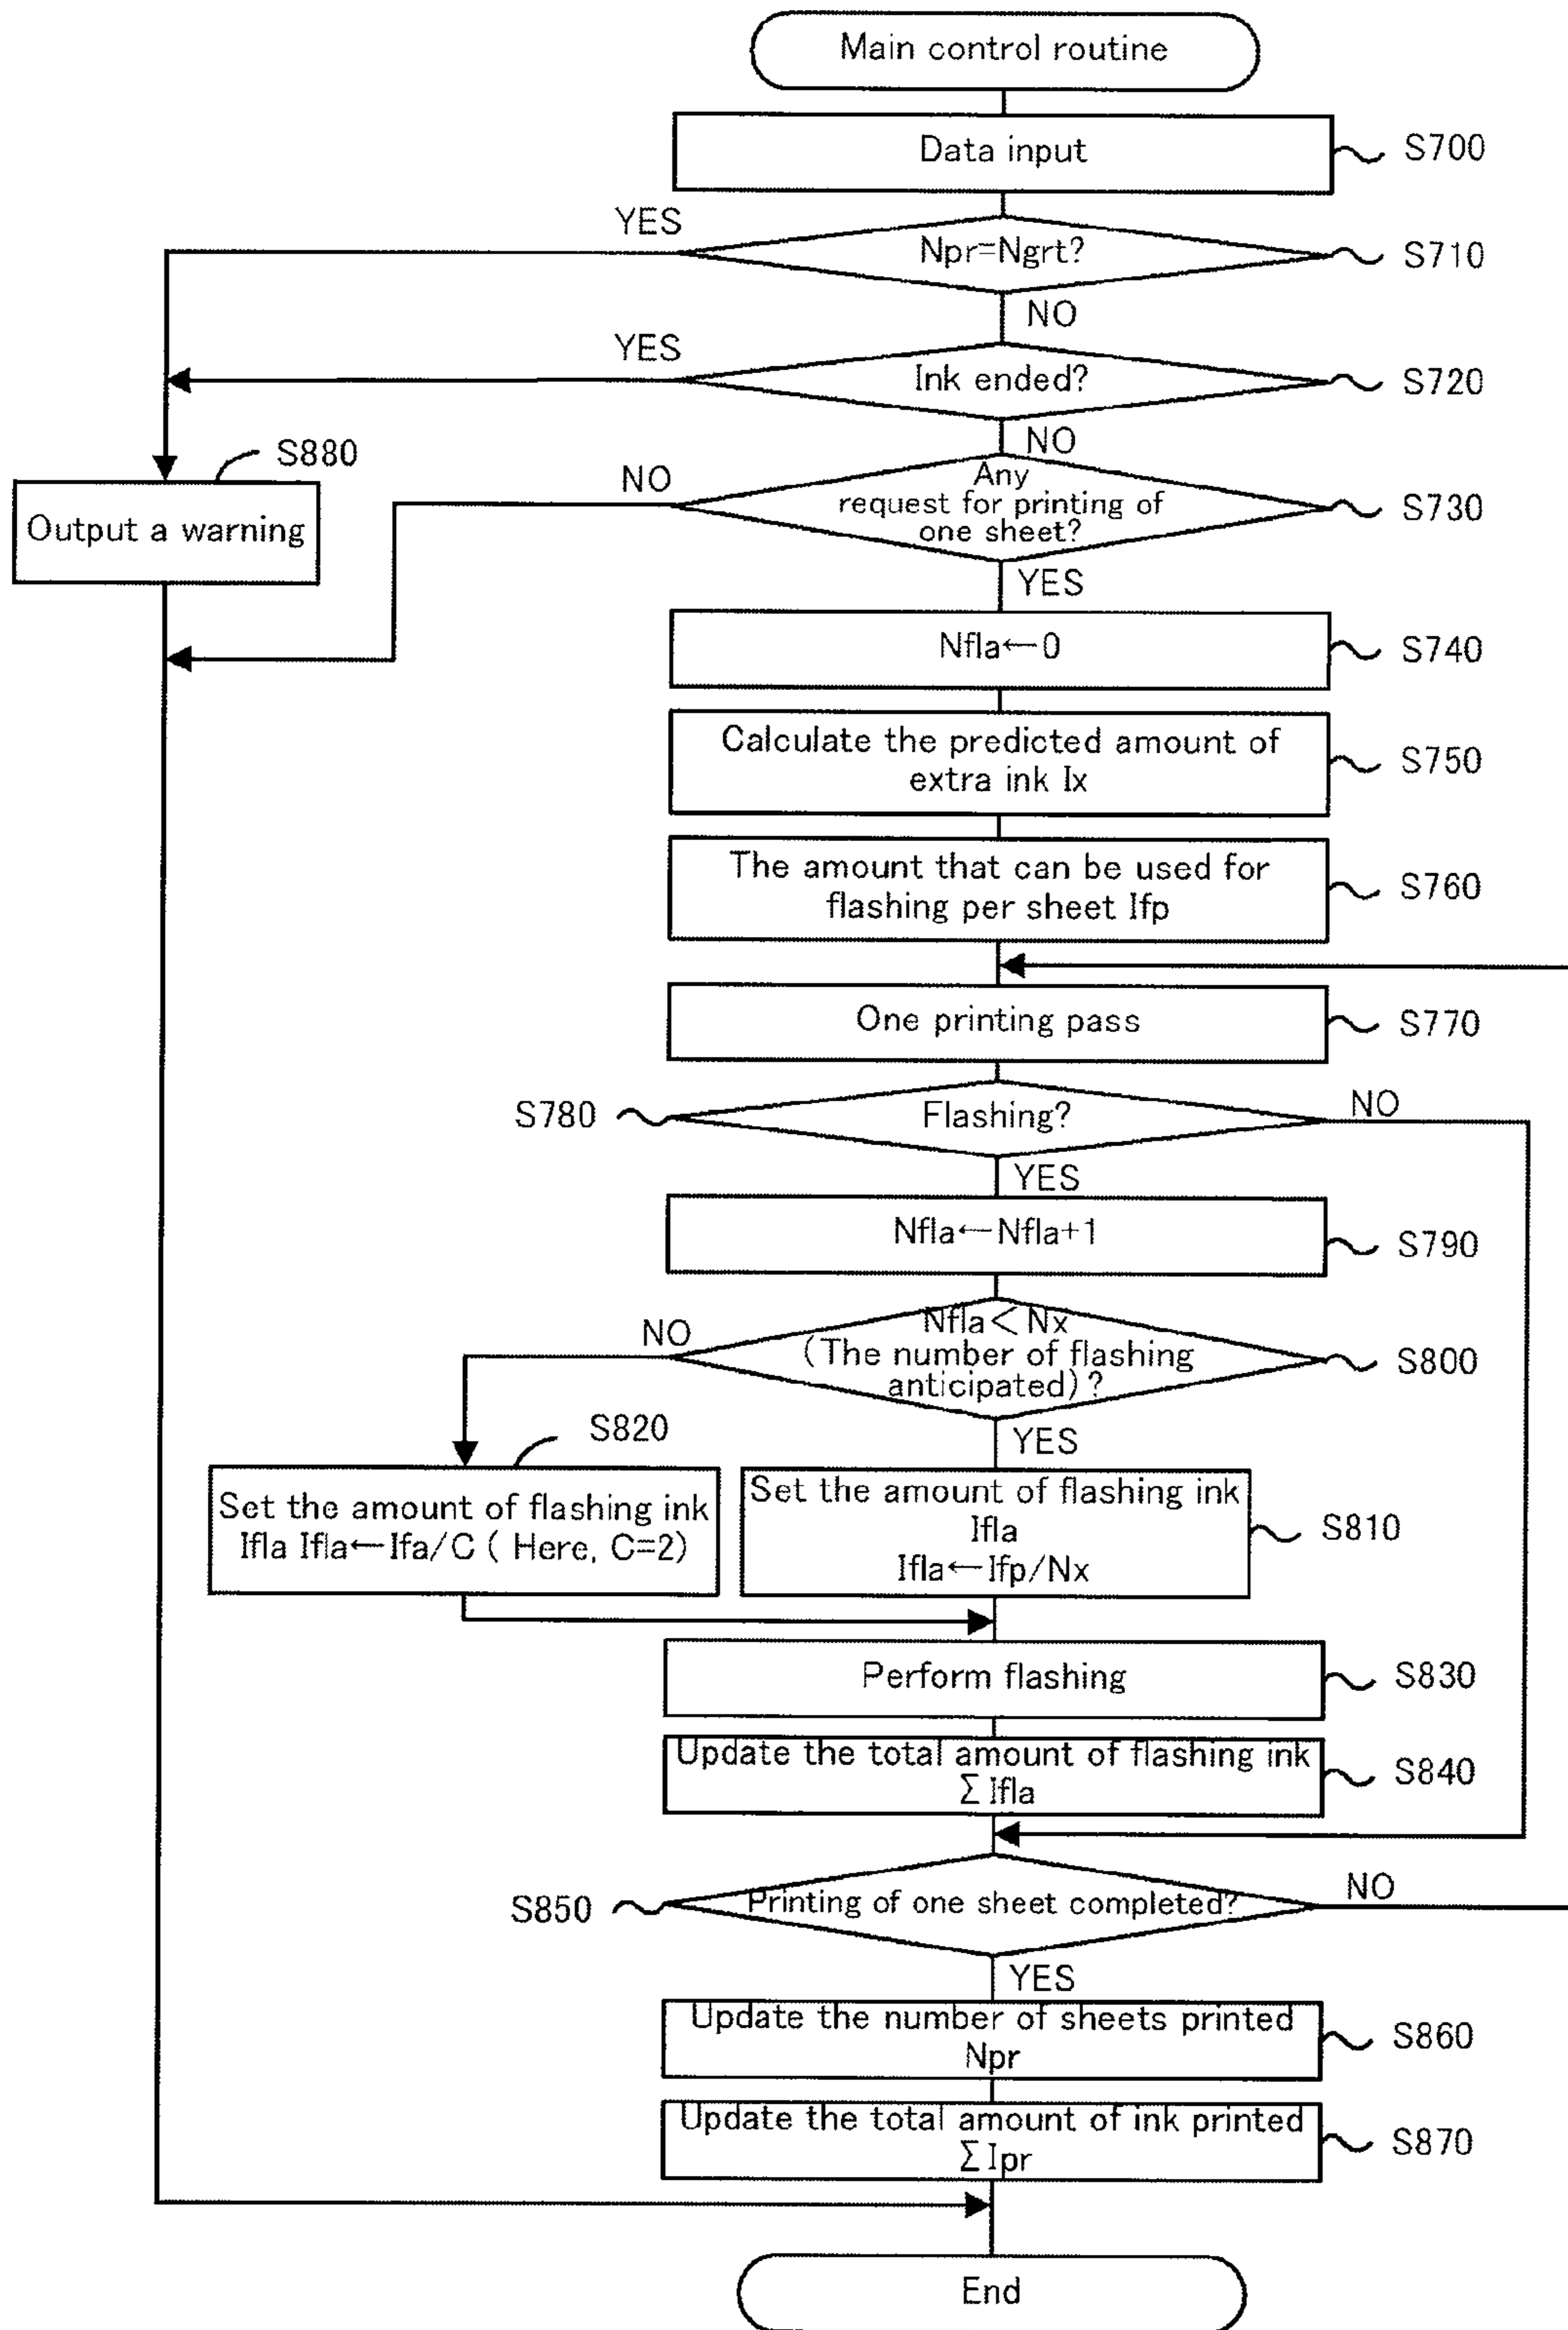 Main control routine
Data input
S700
YES
Npr=Ngrt?
S710
NO
YES
Ink ended?
S720
NO
S880
Output a warning
NO
Any
request for printing of
one sheet?
S730
YES
Nfla←0
S740
Calculate the predicted amount of
extra ink Ix
S750
The amount that can be used for
flashing per sheet Ifp
S760
One printing pass
S770
S780
Flashing?
NO
YES
Nfla←Nfla+1
S790
NO
Nfla<Nx
(The number of flashing
anticipated)?
S800
YES
S820
Set the amount of flashing ink
Ifla Ifla←Ifa/C ( Here, C=2)
Set the amount of flashing ink
Ifla
Ifla←Ifp/Nx
S810
Perform flashing
S830
Update the total amount of flashing ink
Σ Ifla
S840
S850
Printing of one sheet completed?
NO
YES
Update the number of sheets printed
Npr
S860
Update the total amount of ink printed
Σ Ipr
S870
End